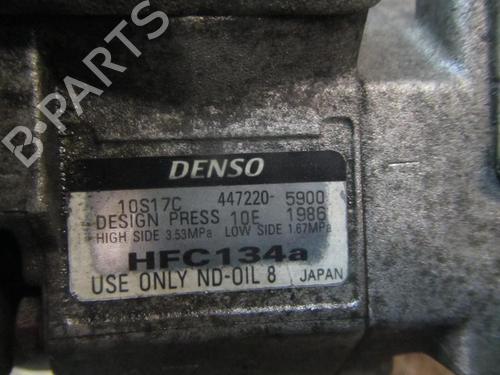 B-PARTS
DENSO
10S17C 447220-5900
DESIGN PRESS 10E 1986
HIGH SIDE 3.53MPa LOW SIDE 1.67MPa
HFC134a
USE ONLY ND-OIL 8 JAPAN